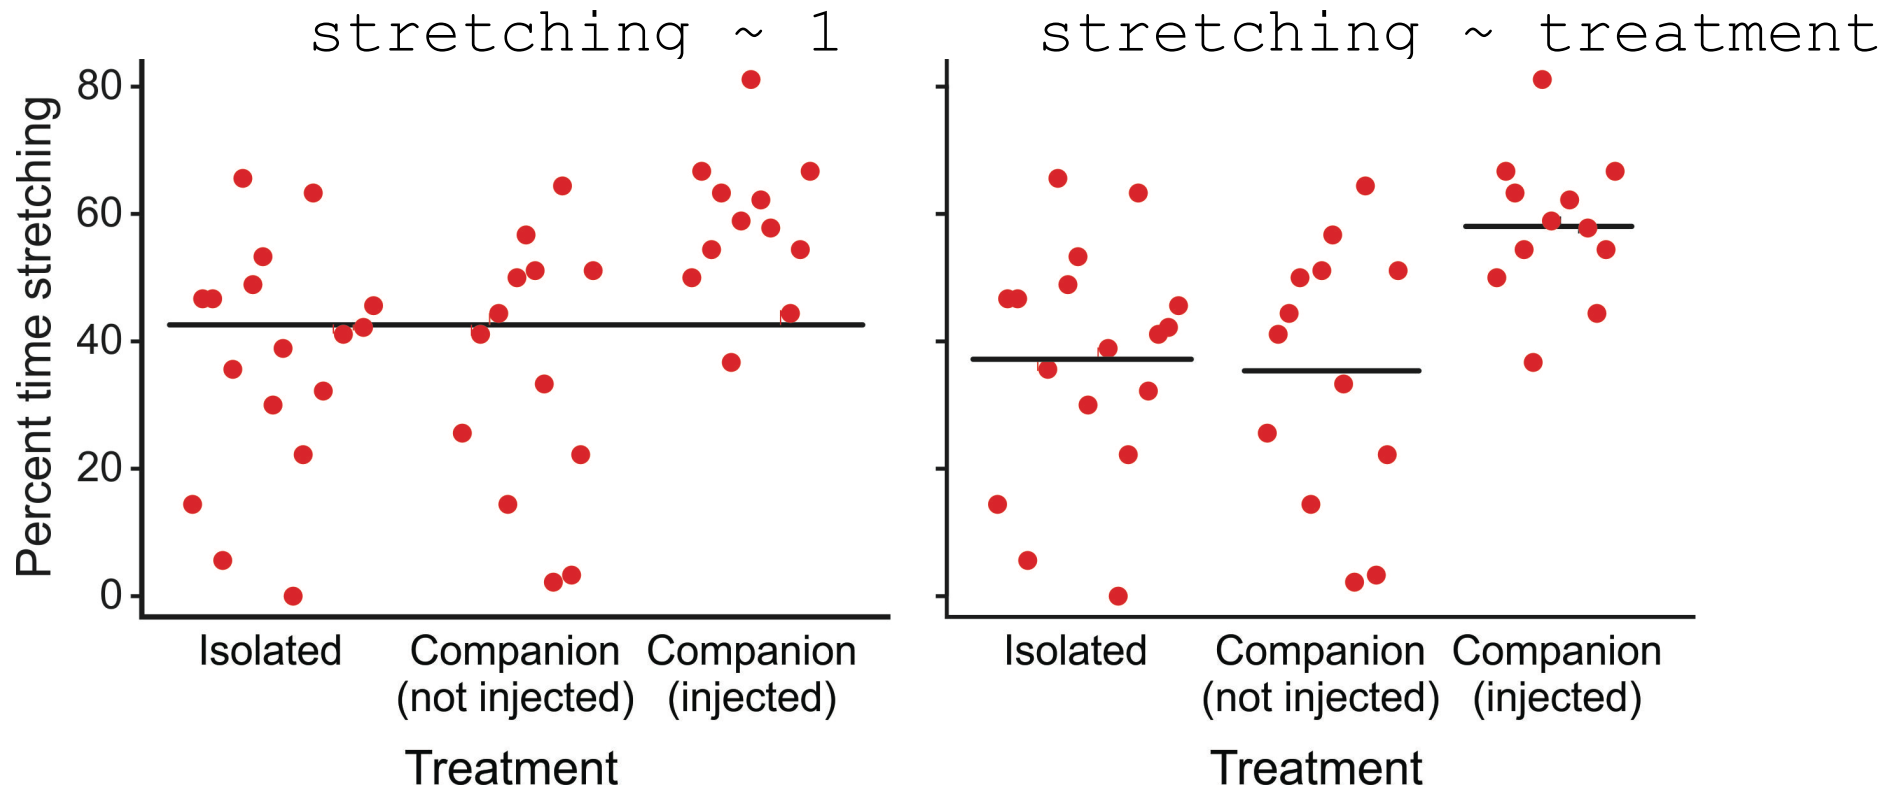 stretching ~ 1
stretching ~ treatment
Percent time stretching
80
60
40
20
0
Isolated
Companion
(not injected)
Companion
(injected)
Treatment
Isolated
Companion
(not injected)
Companion
(injected)
Treatment